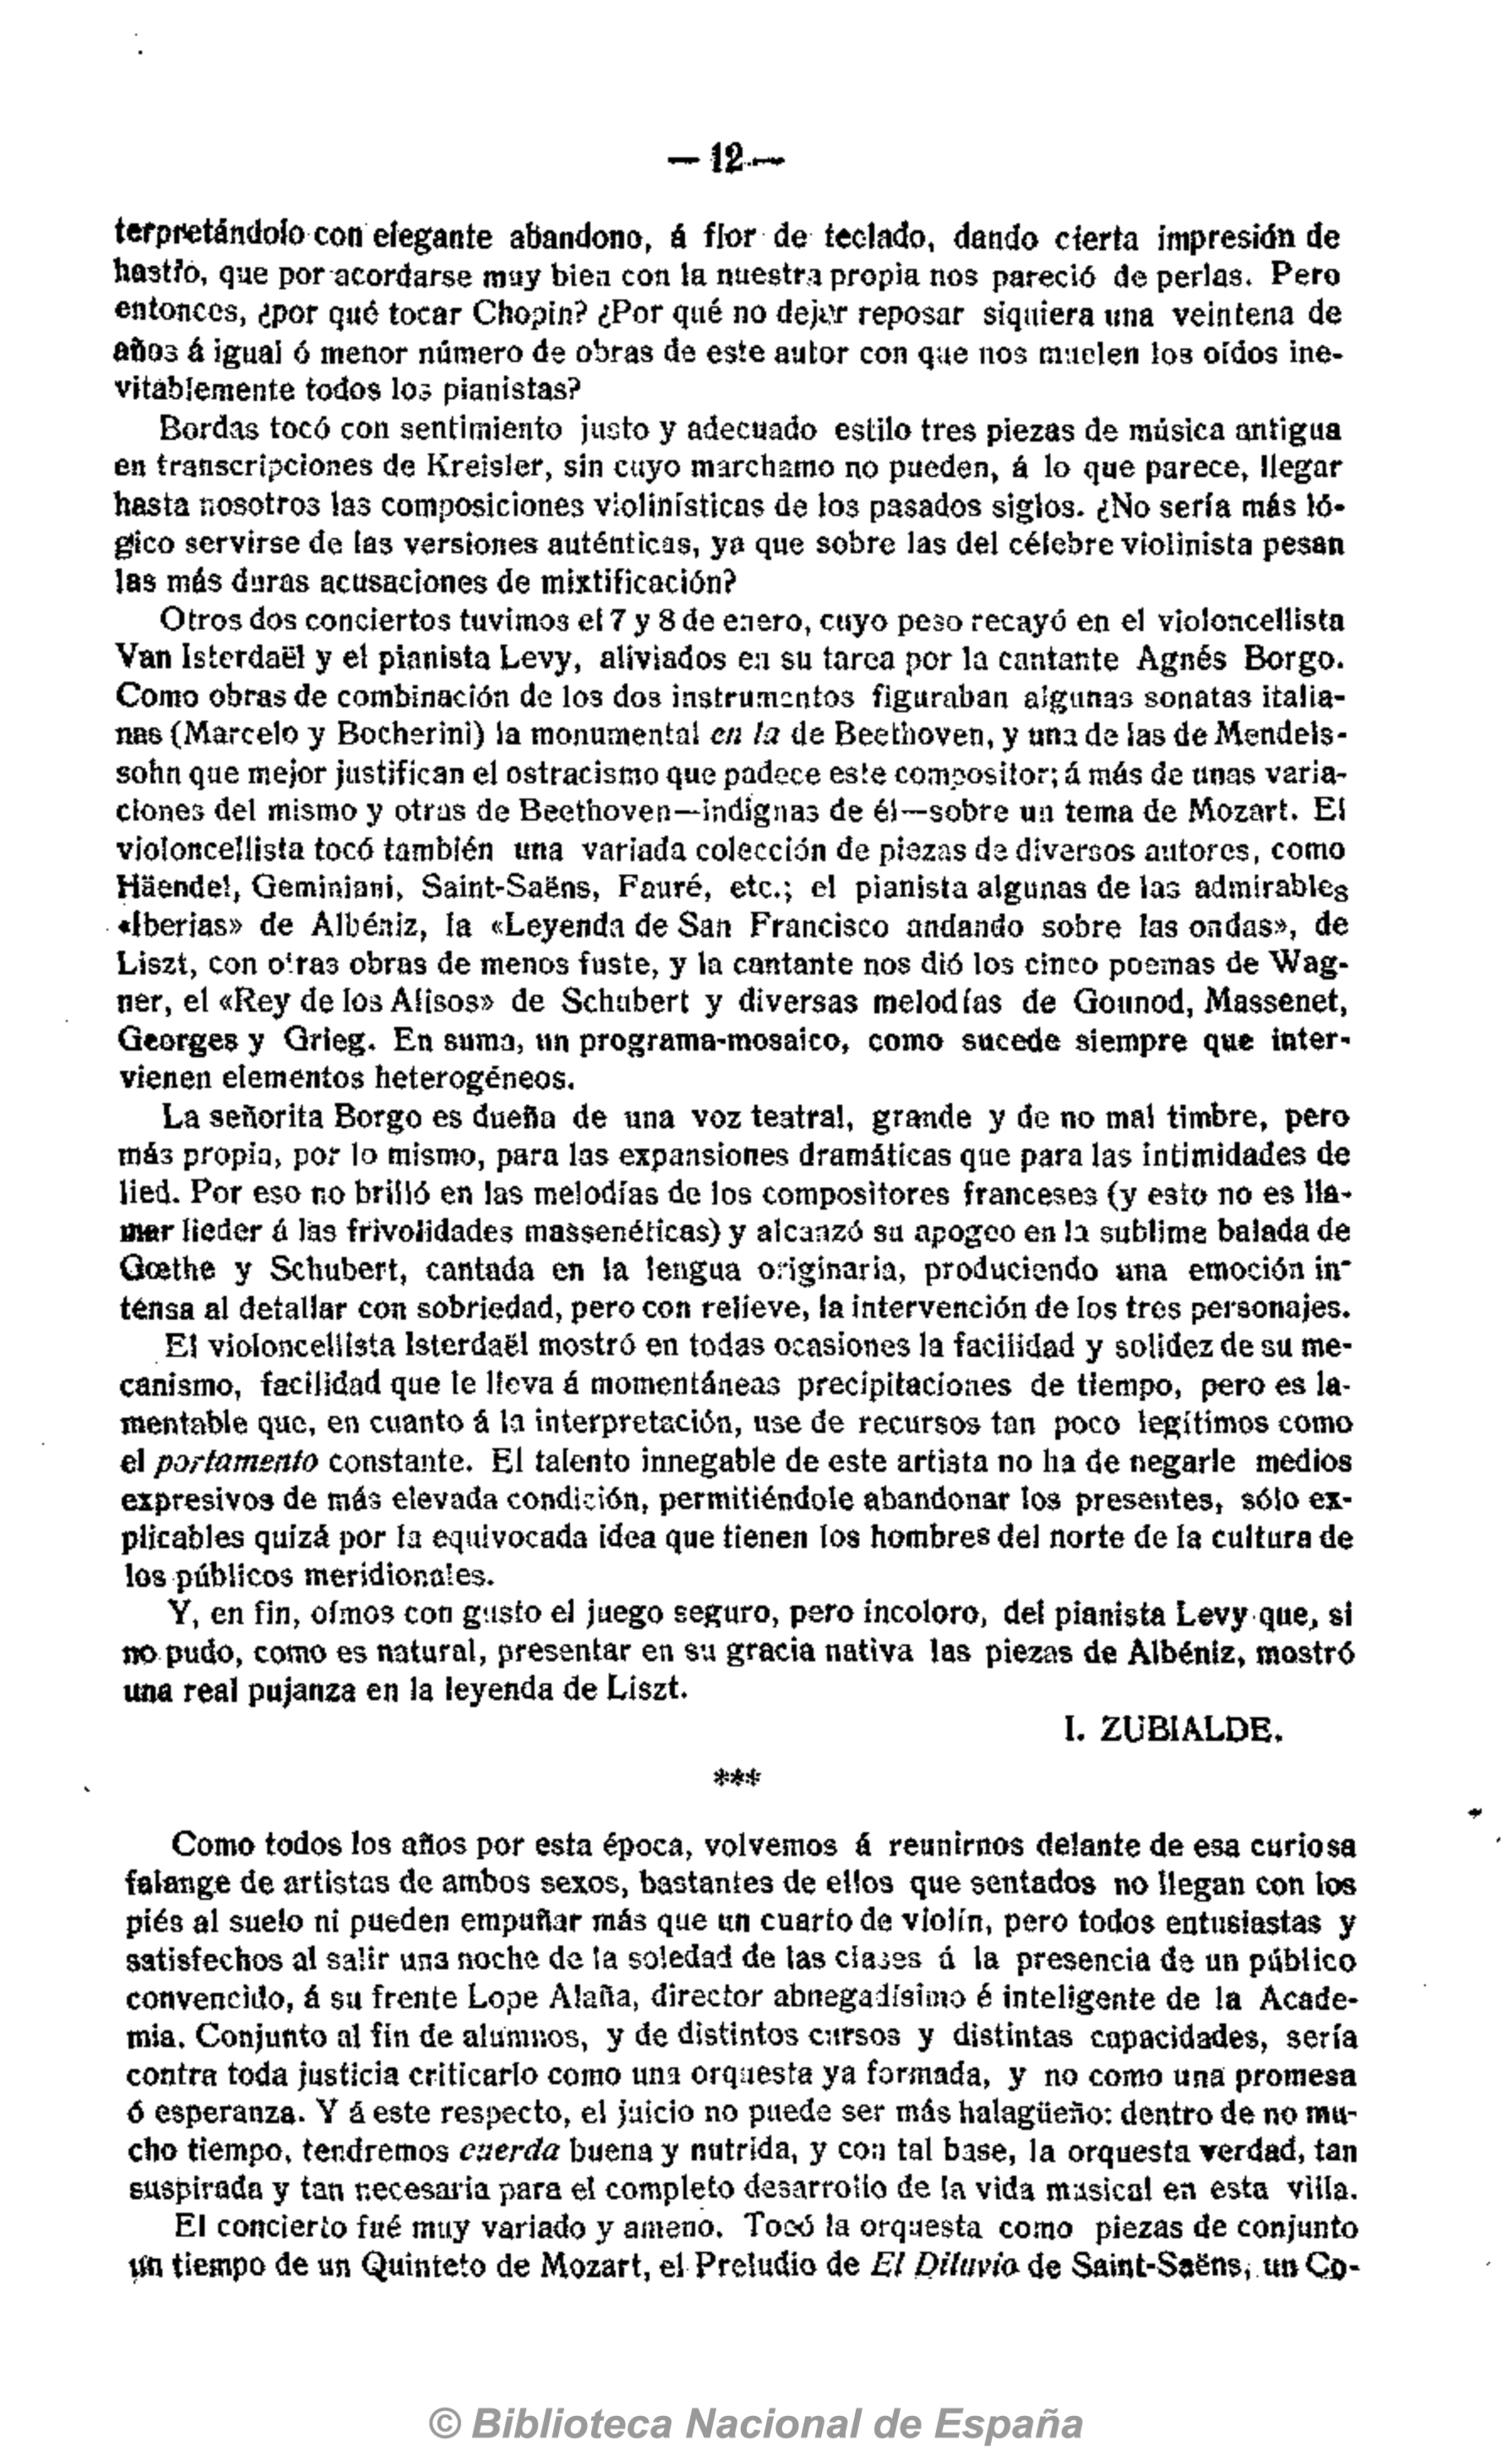 — 12 —
terpretándolo con elegante abandono, á flor de teclado, dando cierta impresión de
hastío, que por acordarse muy bien con la nuestra propia nos pareció de perlas. Pero
entonces, ¿por qué tocar Chopin? ¿Por qué no dejar reposar siquiera una veintena de
años á igual ó menor número de obras de este autor con que nos muelen los oídos ine-
vitablemente todos los pianistas?
Bordas tocó con sentimiento justo y adecuado estilo tres piezas de música antigua
en transcripciones de Kreisler, sin cuyo marchamo no pueden, á lo que parece, llegar
hasta nosotros las composiciones violinísticas de los pasados siglos. ¿No sería más ló-
gico servirse de las versiones auténticas, ya que sobre las del célebre violinista pesan
las más duras acusaciones de mixtificación?
Otros dos conciertos tuvimos el 7 y 8 de enero, cuyo peso recayó en el violoncellista
Van Isterdaël y el pianista Levy, aliviados en su tarea por la cantante Agnés Borgo.
Como obras de combinación de los dos instrumentos figuraban algunas sonatas italia-
nas (Marcelo y Bocherini) la monumental en la de Beethoven, y una de las de Mendels-
sohn que mejor justifican el ostracismo que padece este compositor; á más de unas varia-
ciones del mismo y otras de Beethoven—indignas de él—sobre un tema de Mozart. El
violoncellista tocó también una variada colección de piezas de diversos autores, como
Häendel, Geminiani, Saint-Saëns, Fauré, etc.; el pianista algunas de las admirables
«Iberias» de Albéniz, la «Leyenda de San Francisco andando sobre las ondas», de
Liszt, con otras obras de menos fuste, y la cantante nos dió los cinco poemas de Wag-
ner, el «Rey de los Alisos» de Schubert y diversas melodías de Gounod, Massenet,
Georges y Grieg. En suma, un programa-mosaico, como sucede siempre que inter-
vienen elementos heterogéneos.
La señorita Borgo es dueña de una voz teatral, grande y de no mal timbre, pero
más propia, por lo mismo, para las expansiones dramáticas que para las intimidades de
lied. Por eso no brilló en las melodías de los compositores franceses (y esto no es lla-
mar lieder á las frivolidades massenéticas) y alcanzó su apogeo en la sublime balada de
Gœthe y Schubert, cantada en la lengua originaria, produciendo una emoción in-
tensa al detallar con sobriedad, pero con relieve, la intervención de los tres personajes.
El violoncellista Isterdaël mostró en todas ocasiones la facilidad y solidez de su me-
canismo, facilidad que le lleva á momentáneas precipitaciones de tiempo, pero es la-
mentable que, en cuanto á la interpretación, use de recursos tan poco legítimos como
el portamento constante. El talento innegable de este artista no ha de negarle medios
expresivos de más elevada condición, permitiéndole abandonar los presentes, sólo ex-
plicables quizá por la equivocada idea que tienen los hombres del norte de la cultura de
los públicos meridionales.
Y, en fin, oímos con gusto el juego seguro, pero incoloro, del pianista Levy que, si
no pudo, como es natural, presentar en su gracia nativa las piezas de Albéniz, mostró
una real pujanza en la leyenda de Liszt.
I. ZUBIALDE.
***
Como todos los años por esta época, volvemos á reunirnos delante de esa curiosa
falange de artistas de ambos sexos, bastantes de ellos que sentados no llegan con los
piés al suelo ni pueden empuñar más que un cuarto de violín, pero todos entusiastas y
satisfechos al salir una noche de la soledad de las clases á la presencia de un público
convencido, á su frente Lope Alaña, director abnegadísimo é inteligente de la Acade-
mia. Conjunto al fin de alumnos, y de distintos cursos y distintas capacidades, sería
contra toda justicia criticarlo como una orquesta ya formada, y no como una promesa
ó esperanza. Y á este respecto, el juicio no puede ser más halagüeño: dentro de no mu-
cho tiempo, tendremos cuerda buena y nutrida, y con tal base, la orquesta verdad, tan
suspirada y tan necesaria para el completo desarrollo de la vida musical en esta villa.
El concierto fué muy variado y ameno. Tocó la orquesta como piezas de conjunto
un tiempo de un Quinteto de Mozart, el Preludio de El Diluvio de Saint-Saëns, un Co-
© Biblioteca Nacional de España